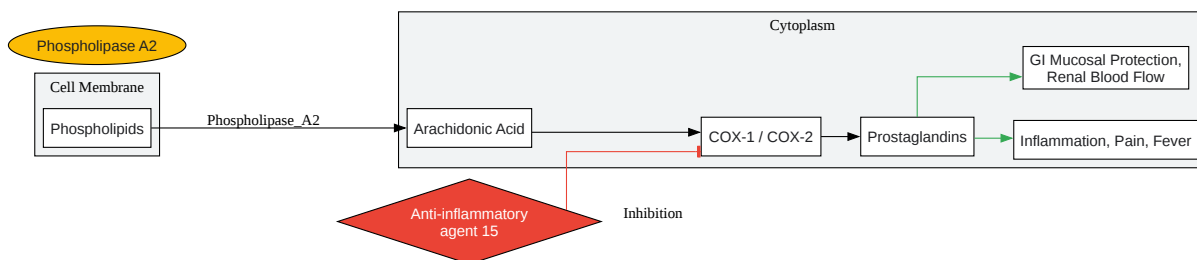 Cytoplasm
Phospholipase A2
GI Mucosal Protection,
Renal Blood Flow
Cell Membrane
Phospholipids
Phospholipase_A2
Arachidonic Acid
COX-1 / COX-2
Prostaglandins
Inflammation, Pain, Fever
Anti-inflammatory
agent 15
Inhibition